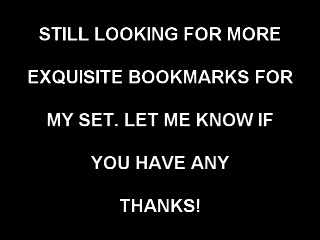 STILL LOOKING FOR MORE
EXQUISITE BOOKMARKS FOR
MY SET. LET ME KNOW IF
YOU HAVE ANY
THANKS!